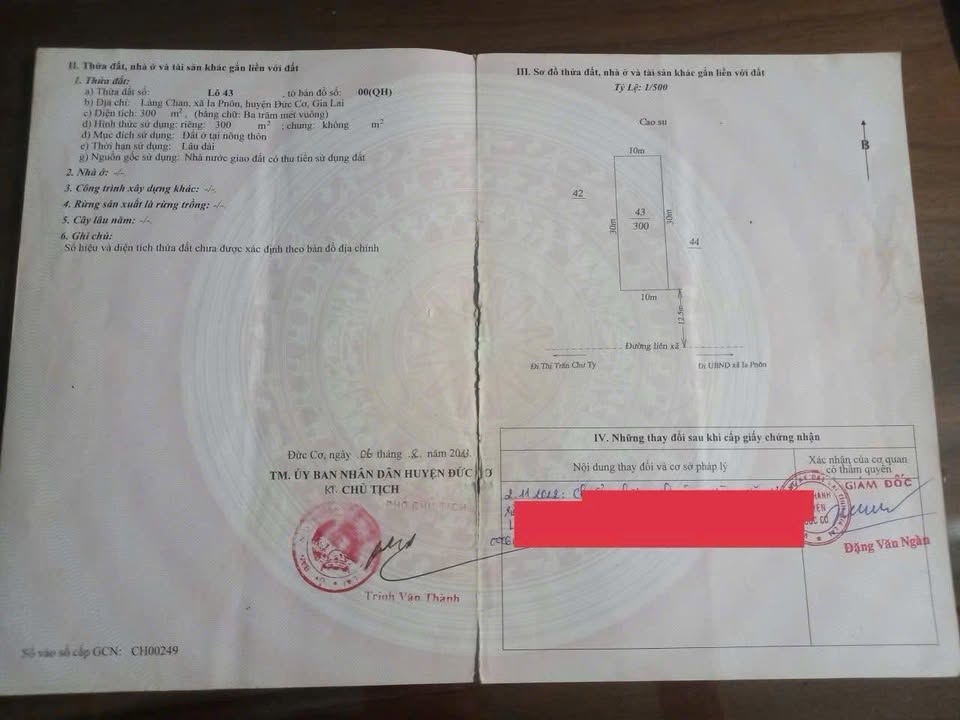 II. Thửa đất, nhà ở và tài sản khác gắn liền với đất
1. Thửa đất:
a) Thửa đất số: Lô 43 , tờ bản đồ số: 00(QH)
b) Địa chỉ: Làng Chan, xã Ia Pnôn, huyện Đức Cơ, Gia Lai
c) Diện tích: 300 m², (bằng chữ: Ba trăm mét vuông)
d) Hình thức sử dụng: riêng: 300 m² ; chung: không m²
đ) Mục đích sử dụng: Đất ở tại nông thôn
e) Thời hạn sử dụng: Lâu dài
g) Nguồn gốc sử dụng: Nhà nước giao đất có thu tiền sử dụng đất
2. Nhà ở: -/-
3. Công trình xây dựng khác: -/-
4. Rừng sản xuất là rừng trồng: -/-
5. Cây lâu năm: -/-
6. Ghi chú:
Số hiệu và diện tích thửa đất chưa được xác định theo bản đồ địa chính
Đức Cơ, ngày 06 tháng 8 năm 2013
TM. ỦY BAN NHÂN DÂN HUYỆN ĐỨC CƠ
KT. CHỦ TỊCH
PHÓ CHỦ TỊCH
Trịnh Văn Thành
Số vào sổ cấp GCN: CH00249
III. Sơ đồ thửa đất, nhà ở và tài sản khác gắn liền với đất
Tỷ Lệ: 1/500
Cao su
B
10m
42
30m
43
300
30m
44
10m
12.5m
Đường liên xã
Đi Thị Trấn Chư Ty
Đi UBND xã Ia Pnôn
IV. Những thay đổi sau khi cấp giấy chứng nhận
Nội dung thay đổi và cơ sở pháp lý
Xác nhận của cơ quan
có thẩm quyền
GIÁM ĐỐC
Đặng Văn Ngàn